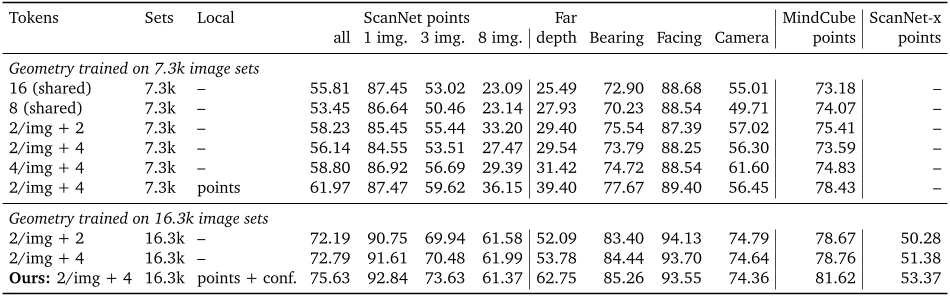 Tokens Sets Local ScanNet points Far MindCube ScanNet-x
all 1 img. 3 img. 8 img. depth Bearing Facing Camera points points
Geometry trained on 7.3k image sets
16 (shared) 7.3k – 55.81 87.45 53.02 23.09 25.49 72.90 88.68 55.01 73.18 –
8 (shared) 7.3k – 53.45 86.64 50.46 23.14 27.93 70.23 88.54 49.71 74.07 –
2/img + 2 7.3k – 58.23 85.45 55.44 33.20 29.40 75.54 87.39 57.02 75.41 –
2/img + 4 7.3k – 56.14 84.55 53.51 27.47 29.54 73.79 88.25 56.30 73.59 –
4/img + 4 7.3k – 58.80 86.92 56.69 29.39 31.42 74.72 88.54 61.60 74.83 –
2/img + 4 7.3k points 61.97 87.47 59.62 36.15 39.40 77.67 89.40 56.45 78.43 –
Geometry trained on 16.3k image sets
2/img + 2 16.3k – 72.19 90.75 69.94 61.58 52.09 83.40 94.13 74.79 78.67 50.28
2/img + 4 16.3k – 72.79 91.61 70.48 61.99 53.78 84.44 93.70 74.64 78.76 51.38
Ours: 2/img + 4 16.3k points + conf. 75.63 92.84 73.63 61.37 62.75 85.26 93.55 74.36 81.62 53.37